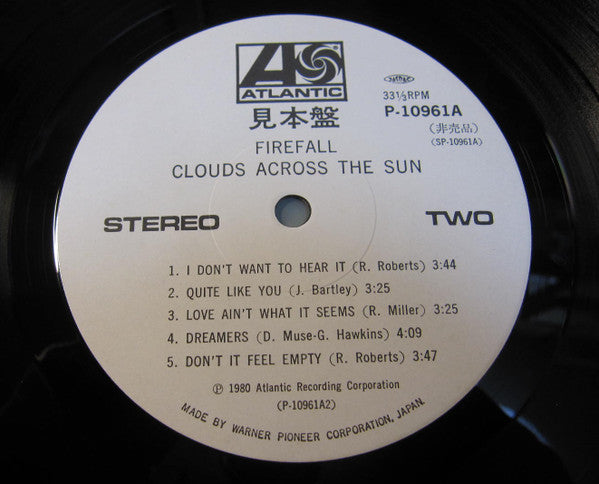 ATLANTIC
見本盤
33⅓RPM
P-10961A
(非売品)
(SP-10961A)
FIREFALL
CLOUDS ACROSS THE SUN
STEREO
TWO
1. I DON'T WANT TO HEAR IT (R. Roberts) 3:44
2. QUITE LIKE YOU (J. Bartley) 3:25
3. LOVE AIN'T WHAT IT SEEMS (R. Miller) 3:25
4. DREAMERS (D. Muse-G. Hawkins) 4:09
5. DON'T IT FEEL EMPTY (R. Roberts) 3:47
Ⓟ 1980 Atlantic Recording Corporation
(P-10961A2)
MADE BY WARNER PIONEER CORPORATION, JAPAN.